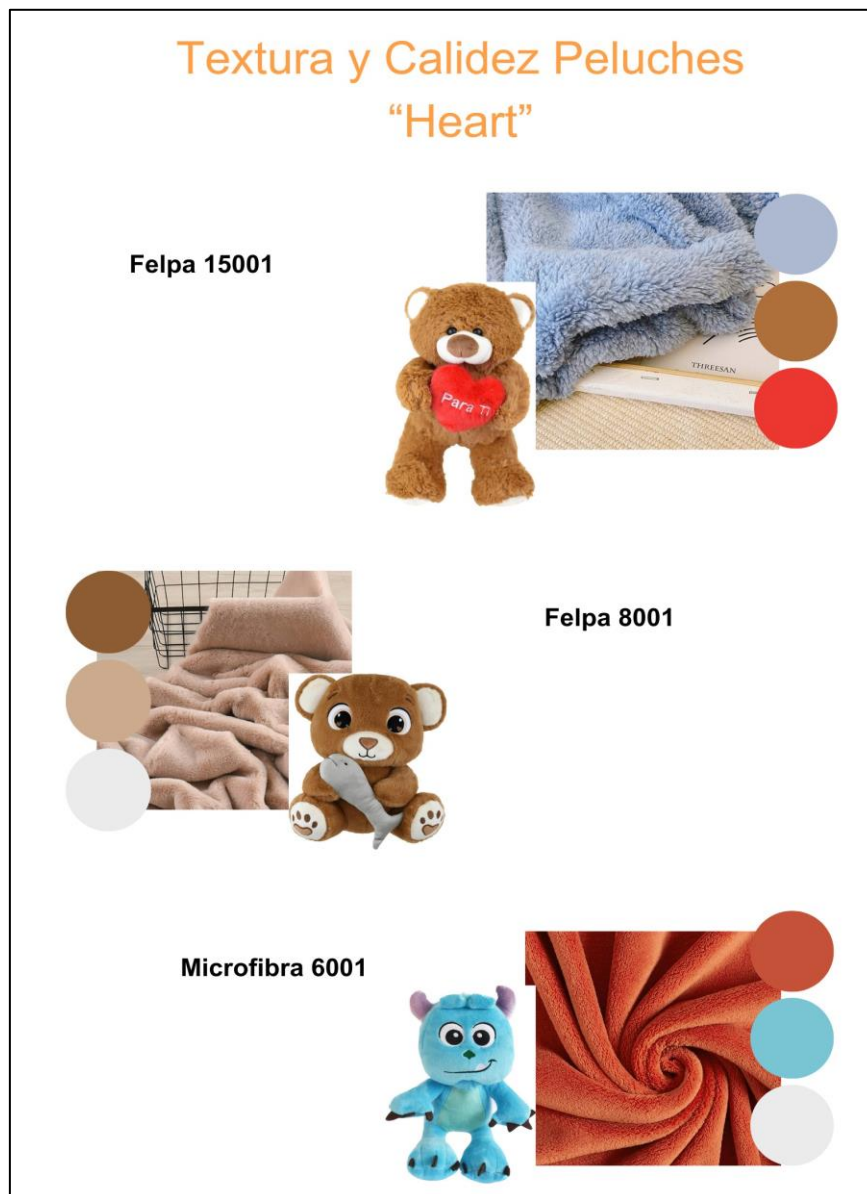 Textura y Calidez Peluches
“Heart”
Felpa 15001
THREESAN
Para Ti
Felpa 8001
Microfibra 6001